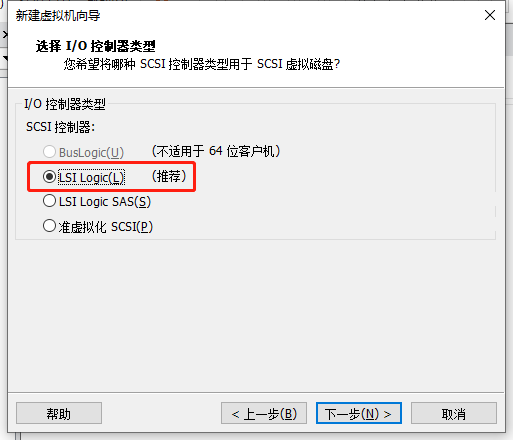 新建虚拟机向导
选择 I/O 控制器类型
您希望将哪种 SCSI 控制器类型用于 SCSI 虚拟磁盘?
I/O 控制器类型
SCSI 控制器:
BusLogic(U) (不适用于 64 位客户机)
LSI Logic(L) (推荐)
LSI Logic SAS(S)
准虚拟化 SCSI(P)
帮助 < 上一步(B) 下一步(N) > 取消